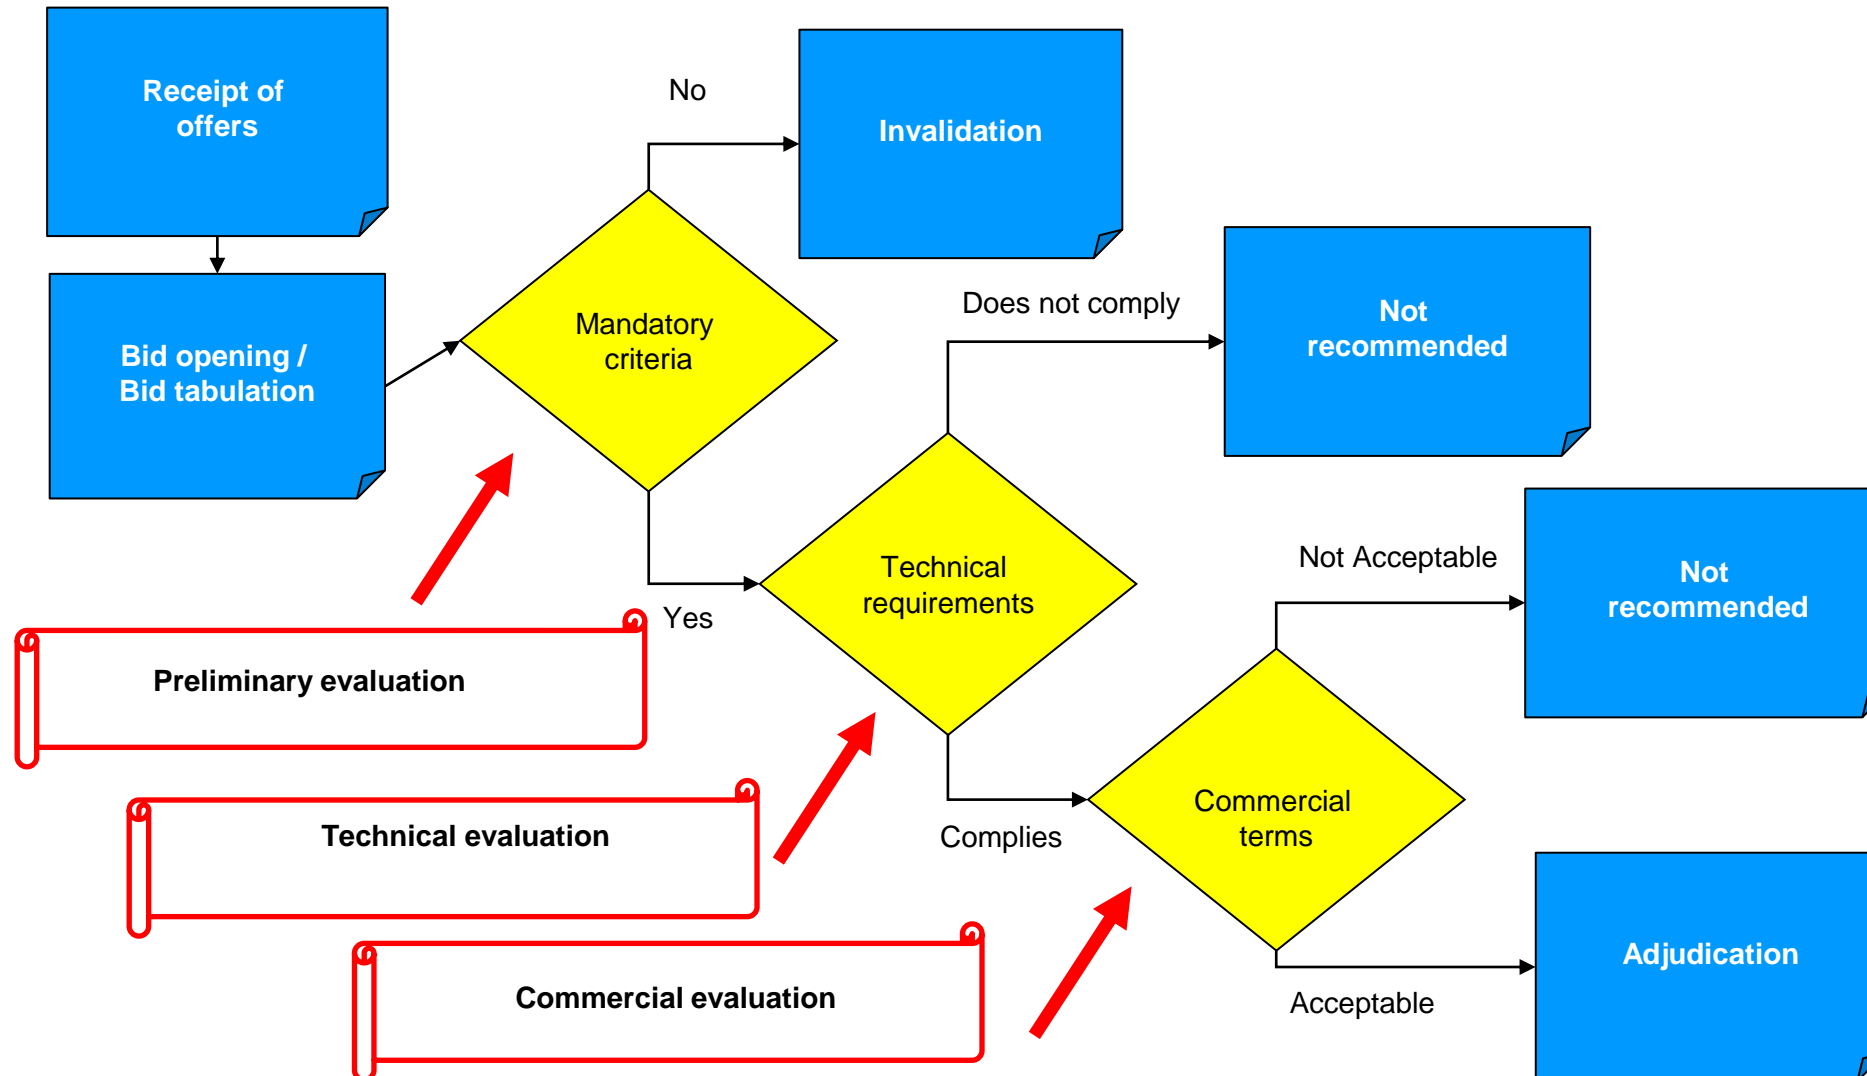 Receipt of
offers
No
Invalidation
Bid opening /
Bid tabulation
Mandatory
criteria
Does not comply
Not
recommended
Technical
requirements
Yes
Not Acceptable
Not
recommended
Preliminary evaluation
Technical evaluation
Complies
Commercial
terms
Commercial evaluation
Acceptable
Adjudication